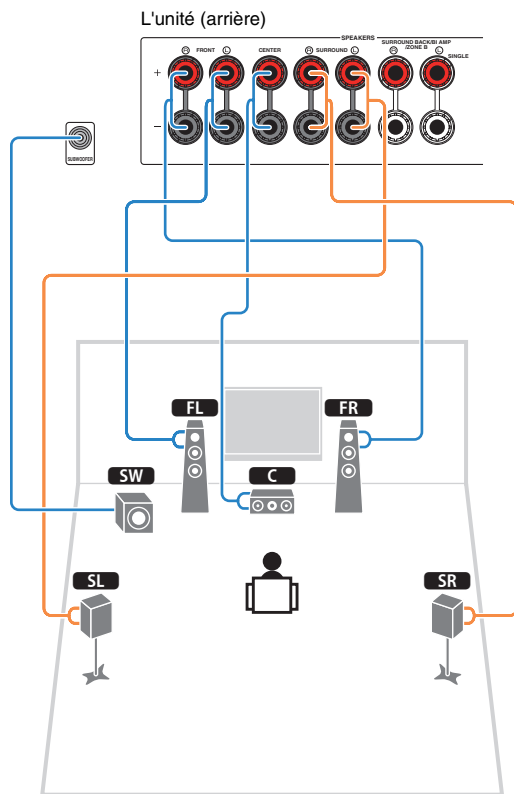 L'unité (arrière)
SPEAKERS
SURROUND BACK/BI AMP
/ZONE B
R FRONT L
CENTER
R SURROUND L
R
L
SINGLE
+
–
SUBWOOFER
FL
FR
SW
C
SL
SR